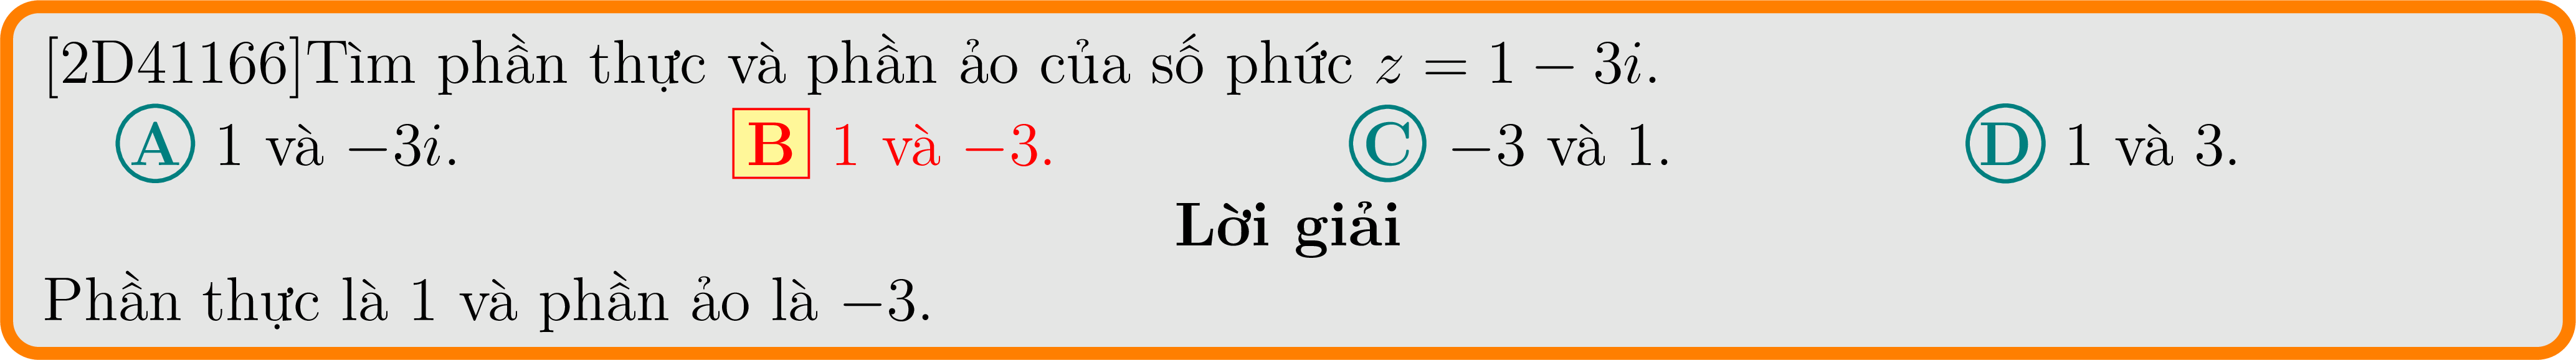 [2D41166]Tìm phần thực và phần ảo của số phức z = 1 − 3i.
A 1 và −3i. B 1 và −3. C −3 và 1. D 1 và 3.
Lời giải
Phần thực là 1 và phần ảo là −3.